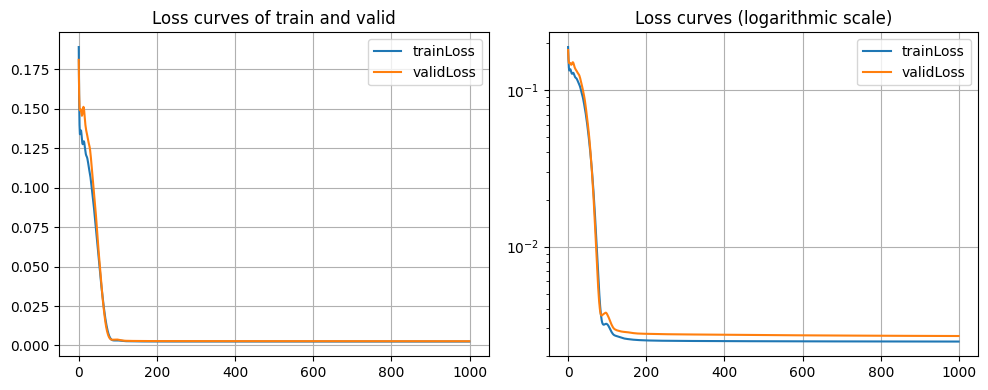 Loss curves of train and valid
trainLoss
validLoss
0.175
0.150
0.125
0.100
0.075
0.050
0.025
0.000
0 200 400 600 800 1000
Loss curves (logarithmic scale)
trainLoss
validLoss
10⁻¹
10⁻²
0 200 400 600 800 1000